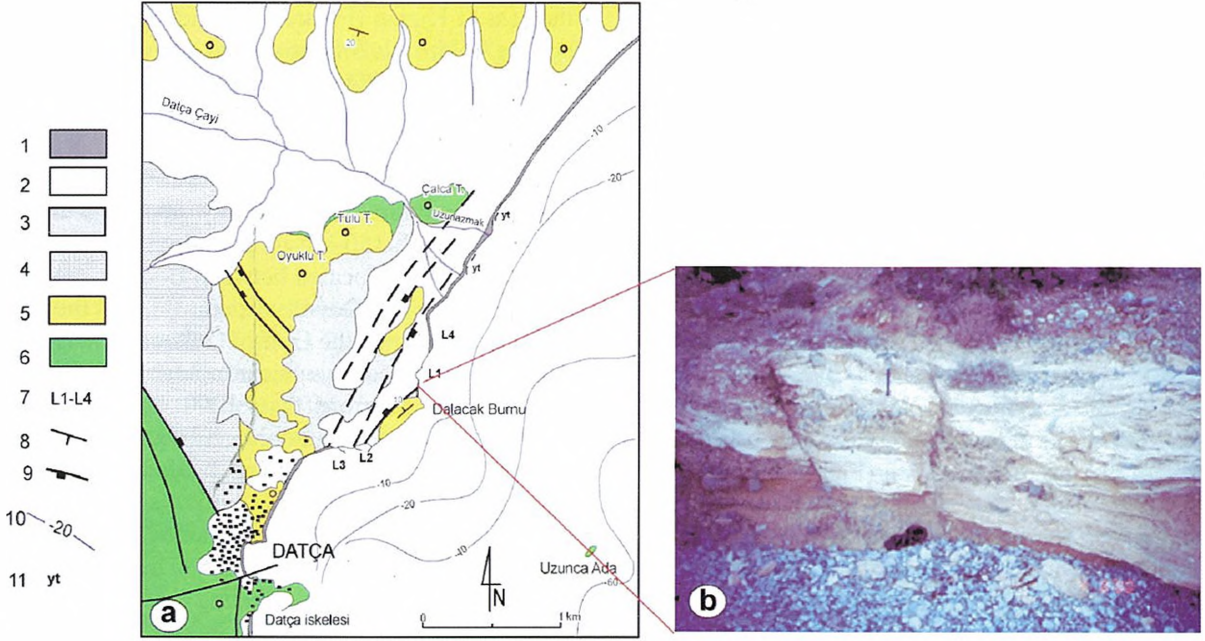 1
2
3
4
5
6
7 L1-L4
8
9
10 -20
11 yt
20
Datça Çayi
-10
-20
Çalca T.
Uzunazmak
yt
Tulu T.
Oyuklu T.
yt
L4
L1
Dalacak Burnu
L3 L2
-10
-20
-40
DATÇA
Uzunca Ada
-60
N
a
Datça iskelesi
0 1 km
b